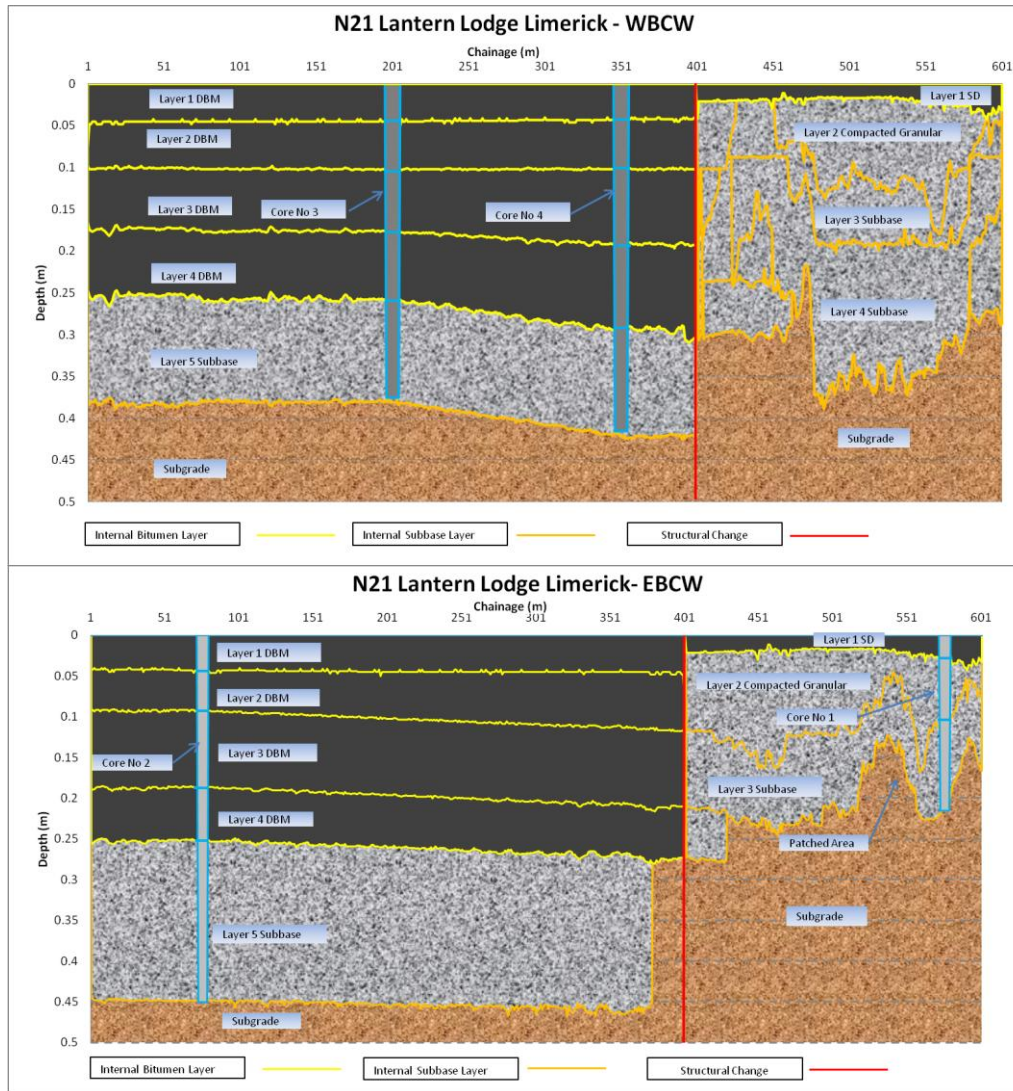 N21 Lantern Lodge Limerick - WBCW
Chainage (m)
1 51 101 151 201 251 301 351 401 451 501 551 601
0
Layer 1 DBM
Layer 1 SD
0.05
Layer 2 DBM
Layer 2 Compacted Granular
0.1
Core No 3
Core No 4
0.15
Layer 3 DBM
Layer 3 Subbase
0.2
Layer 4 DBM
0.25
Depth (m)
Layer 4 Subbase
0.3
Layer 5 Subbase
0.35
0.4
Subgrade
0.45
Subgrade
0.5
Internal Bitumen Layer Internal Subbase Layer Structural Change
N21 Lantern Lodge Limerick- EBCW
Chainage (m)
1 51 101 151 201 251 301 351 401 451 501 551 601
0
Layer 1 DBM
Layer 1 SD
0.05
Layer 2 DBM
Layer 2 Compacted Granular
0.1
Core No 1
Core No 2
Layer 3 DBM
0.15
Layer 3 Subbase
0.2
Layer 4 DBM
0.25
Patched Area
Depth (m)
0.3
0.35
Layer 5 Subbase
Subgrade
0.4
0.45
Subgrade
0.5
Internal Bitumen Layer Internal Subbase Layer Structural Change